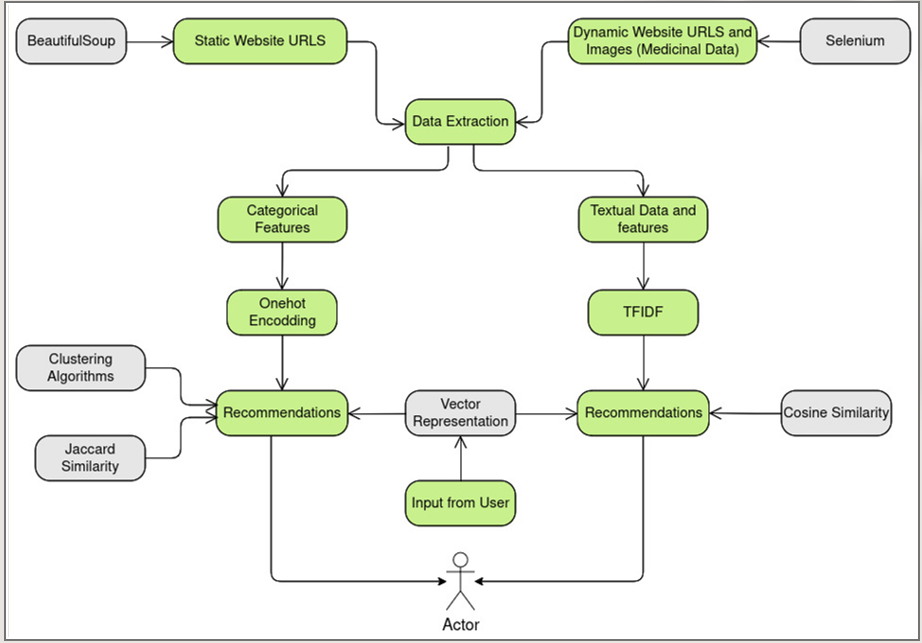 BeautifulSoup
Static Website URLS
Dynamic Website URLS and
Images (Medicinal Data)
Selenium
Data Extraction
Categorical
Features
Textual Data and
features
Onehot
Encodding
TFIDF
Clustering
Algorithms
Recommendations
Vector
Representation
Recommendations
Cosine Similarity
Jaccard
Similarity
Input from User
Actor